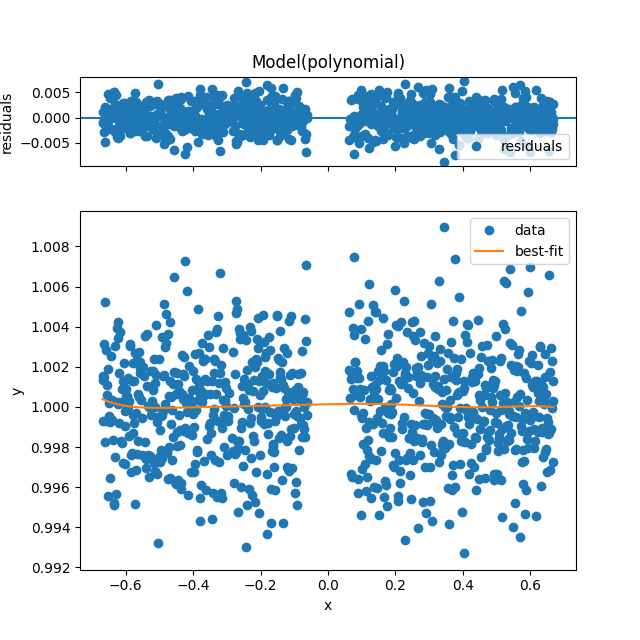 Model(polynomial)
0.005
0.000
−0.005
residuals
residuals
1.008
1.006
1.004
1.002
1.000
0.998
0.996
0.994
0.992
y
data
best-fit
−0.6 −0.4 −0.2 0.0 0.2 0.4 0.6
x